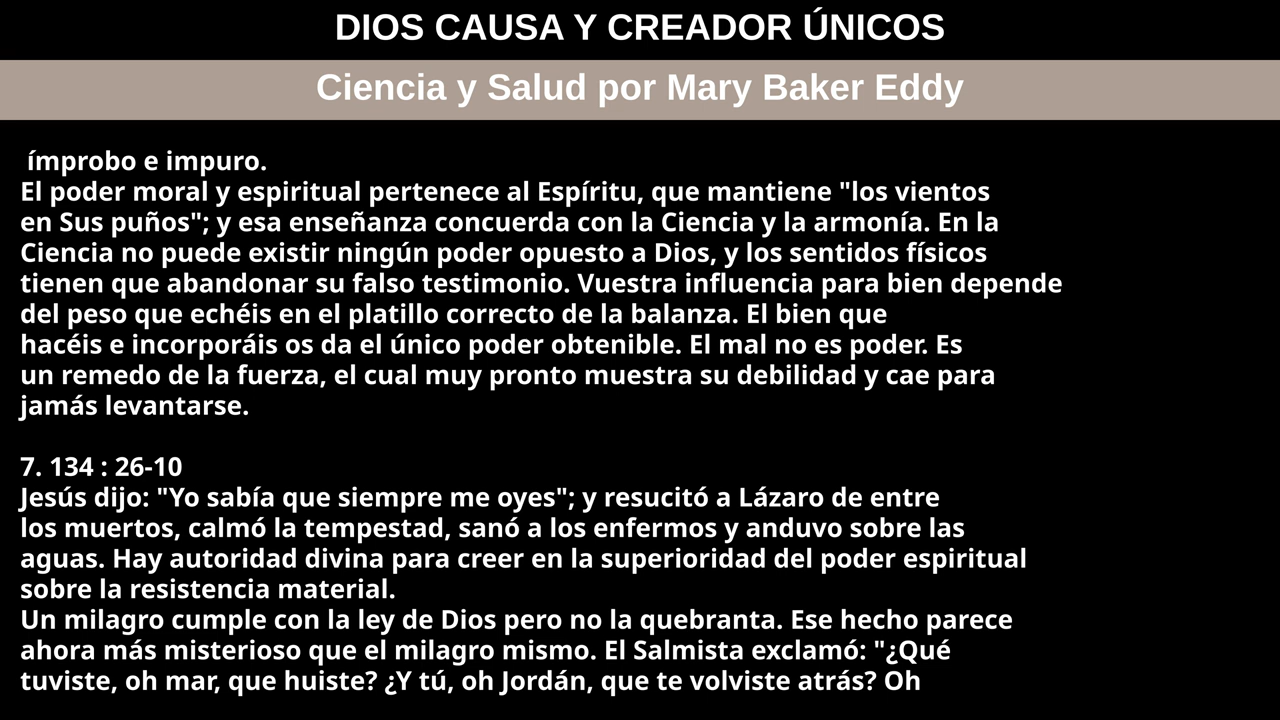 DIOS CAUSA Y CREADOR ÚNICOS
Ciencia y Salud por Mary Baker Eddy
ímprobo e impuro.
El poder moral y espiritual pertenece al Espíritu, que mantiene "los vientos
en Sus puños"; y esa enseñanza concuerda con la Ciencia y la armonía. En la
Ciencia no puede existir ningún poder opuesto a Dios, y los sentidos físicos
tienen que abandonar su falso testimonio. Vuestra influencia para bien depende
del peso que echéis en el platillo correcto de la balanza. El bien que
hacéis e incorporáis os da el único poder obtenible. El mal no es poder. Es
un remedo de la fuerza, el cual muy pronto muestra su debilidad y cae para
jamás levantarse.
7. 134 : 26-10
Jesús dijo: "Yo sabía que siempre me oyes"; y resucitó a Lázaro de entre
los muertos, calmó la tempestad, sanó a los enfermos y anduvo sobre las
aguas. Hay autoridad divina para creer en la superioridad del poder espiritual
sobre la resistencia material.
Un milagro cumple con la ley de Dios pero no la quebranta. Ese hecho parece
ahora más misterioso que el milagro mismo. El Salmista exclamó: "¿Qué
tuviste, oh mar, que huiste? ¿Y tú, oh Jordán, que te volviste atrás? Oh